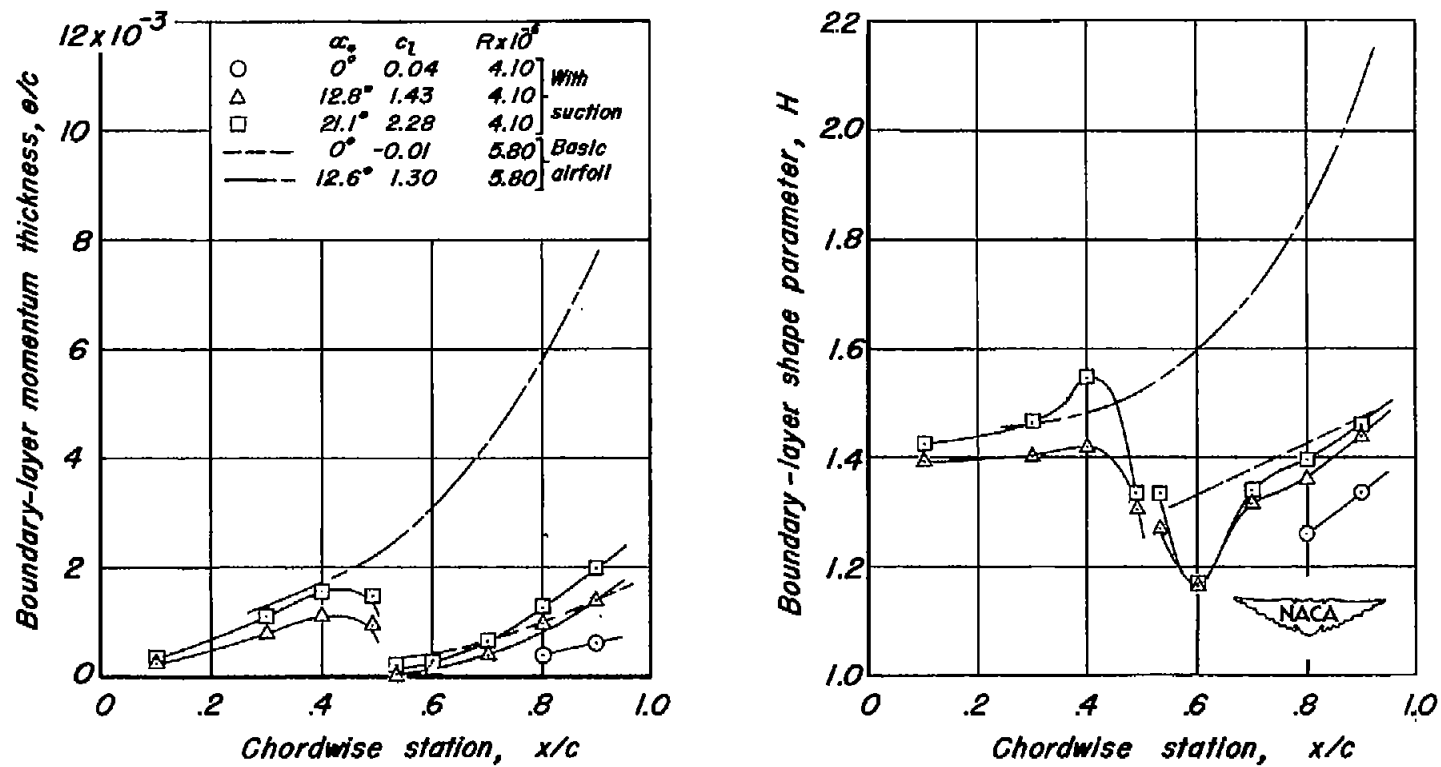 12x10⁻³
10
8
6
4
2
0
Boundary-layer momentum thickness, θ/c
α₀ c_l Rx10⁻⁶
0° 0.04 4.10
12.8° 1.43 4.10
21.1° 2.28 4.10
With
suction
0° -0.01 5.80
12.6° 1.30 5.80
Basic
airfoil
0 .2 .4 .6 .8 1.0
Chordwise station, x/c
2.2
2.0
1.8
1.6
1.4
1.2
1.0
Boundary-layer shape parameter, H
NACA
0 .2 .4 .6 .8 1.0
Chordwise station, x/c